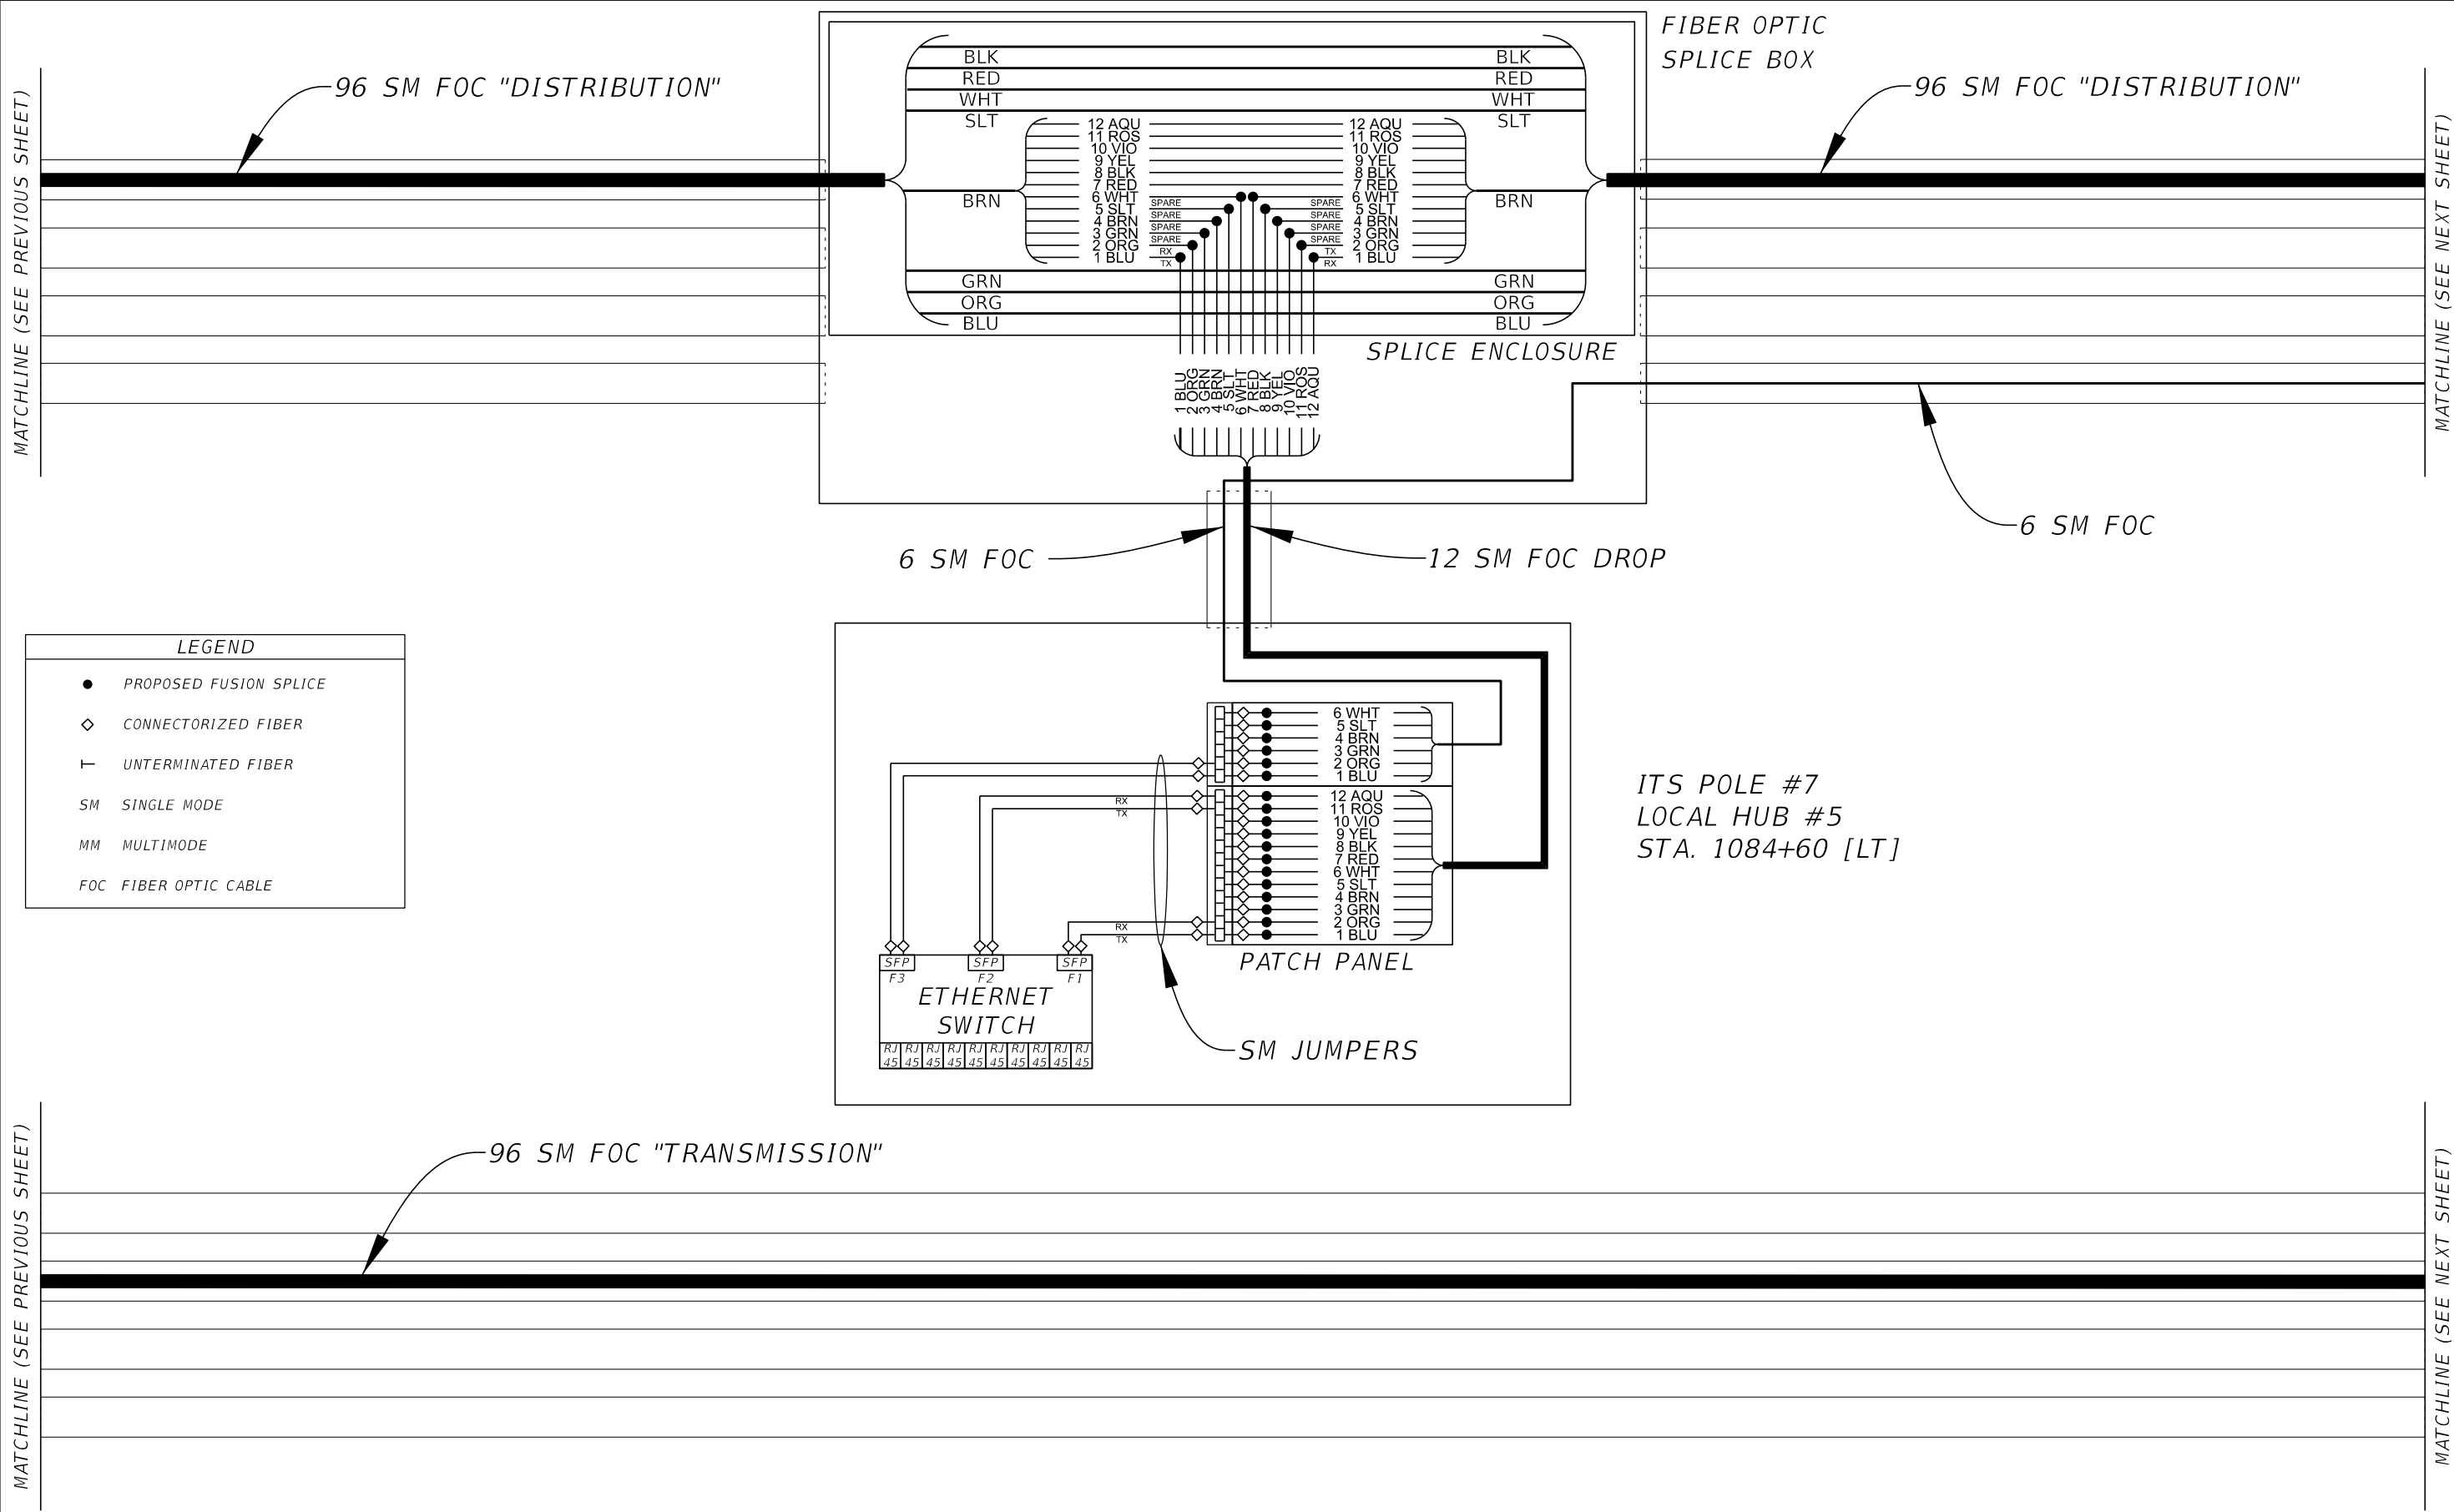 FIBER OPTIC
SPLICE BOX
96 SM FOC "DISTRIBUTION"
96 SM FOC "DISTRIBUTION"
MATCHLINE (SEE PREVIOUS SHEET)
MATCHLINE (SEE NEXT SHEET)
BLK BLK
RED RED
WHT WHT
SLT SLT
12 AQU 12 AQU
11 ROS 11 ROS
10 VIO 10 VIO
9 YEL 9 YEL
8 BLK 8 BLK
7 RED 7 RED
BRN 6 WHT SPARE SPARE 6 WHT BRN
5 SLT SPARE SPARE 5 SLT
4 BRN SPARE SPARE 4 BRN
3 GRN SPARE SPARE 3 GRN
2 ORG RX TX 2 ORG
1 BLU TX RX 1 BLU
GRN GRN
ORG ORG
BLU BLU
SPLICE ENCLOSURE
1 BLU
2 ORG
3 GRN
4 BRN
5 SLT
6 WHT
7 RED
8 BLK
9 YEL
10 VIO
11 ROS
12 AQU
6 SM FOC
6 SM FOC
12 SM FOC DROP
LEGEND
PROPOSED FUSION SPLICE
CONNECTORIZED FIBER
UNTERMINATED FIBER
SM SINGLE MODE
MM MULTIMODE
FOC FIBER OPTIC CABLE
6 WHT
5 SLT
4 BRN
3 GRN
2 ORG
1 BLU
RX 12 AQU
TX 11 ROS
10 VIO
9 YEL
8 BLK
7 RED
6 WHT
5 SLT
4 BRN
3 GRN
RX 2 ORG
TX 1 BLU
PATCH PANEL
ITS POLE #7
LOCAL HUB #5
STA. 1084+60 [LT]
SFP SFP SFP
F3 F2 F1
ETHERNET
SWITCH
RJ RJ RJ RJ RJ RJ RJ RJ RJ RJ
45 45 45 45 45 45 45 45 45 45
SM JUMPERS
96 SM FOC "TRANSMISSION"
MATCHLINE (SEE PREVIOUS SHEET)
MATCHLINE (SEE NEXT SHEET)